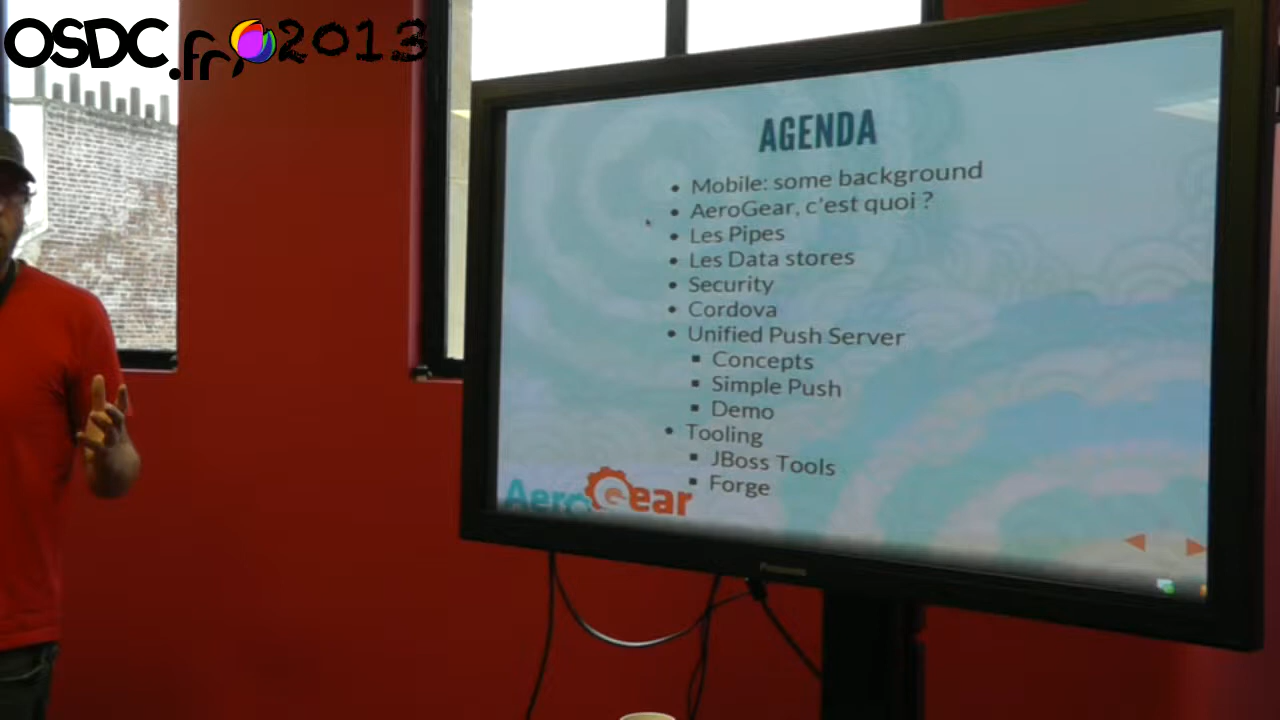 OSDC.fr 2013
AGENDA
Mobile: some background
AeroGear, c'est quoi ?
Les Pipes
Les Data stores
Security
Cordova
Unified Push Server
Concepts
Simple Push
Demo
Tooling
JBoss Tools
Forge
AeroGear
Panasonic